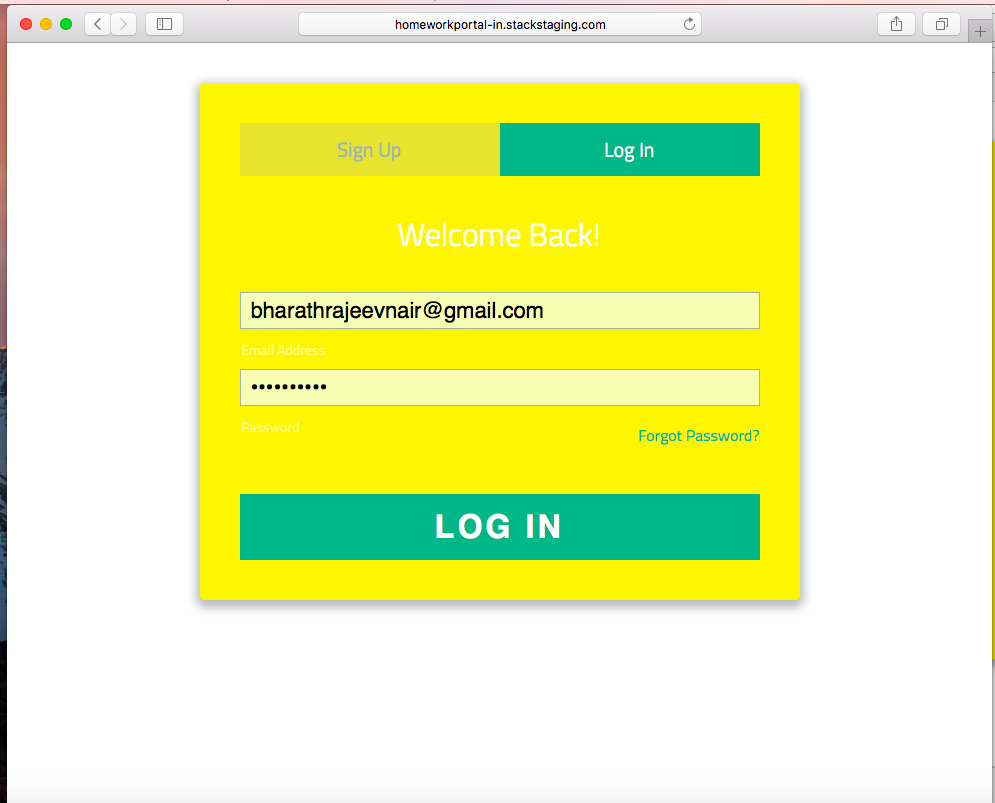 homeworkportal-in.stackstaging.com
Sign Up
Log In
Welcome Back!
bharathrajeevnair@gmail.com
Email Address
••••••••••
Password
Forgot Password?
LOG IN